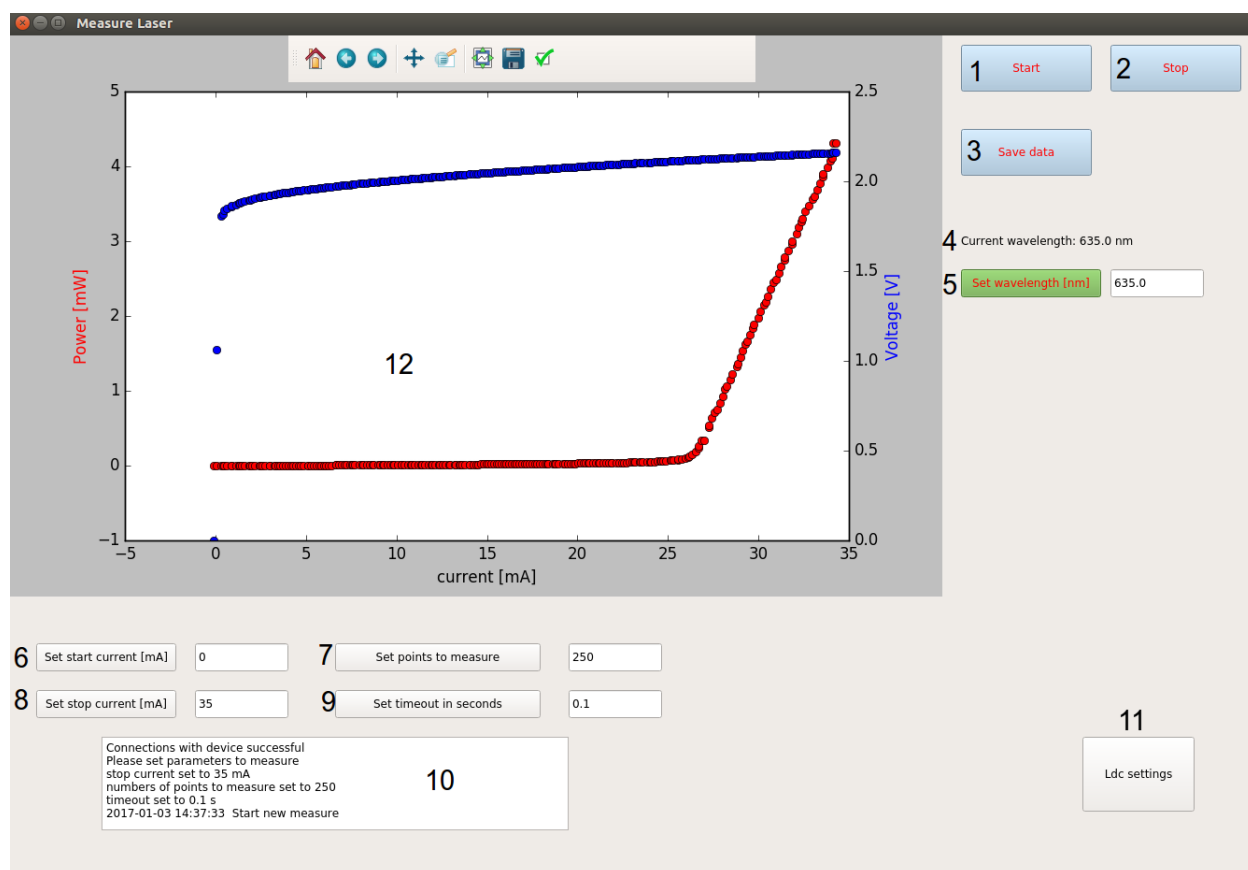 Measure Laser
1 Start
2 Stop
3 Save data
4 Current wavelength: 635.0 nm
5 Set wavelength [nm] 635.0
5 2.5
4 2.0
3 1.5
2 1.0
1 0.5
0
−1 0.0
Power [mW]
Voltage [V]
12
−5 0 5 10 15 20 25 30 35
current [mA]
6 Set start current [mA] 0 7 Set points to measure 250
8 Set stop current [mA] 35 9 Set timeout in seconds 0.1
Connections with device successful
Please set parameters to measure
stop current set to 35 mA
numbers of points to measure set to 250
timeout set to 0.1 s
2017-01-03 14:37:33 Start new measure
10
11
Ldc settings